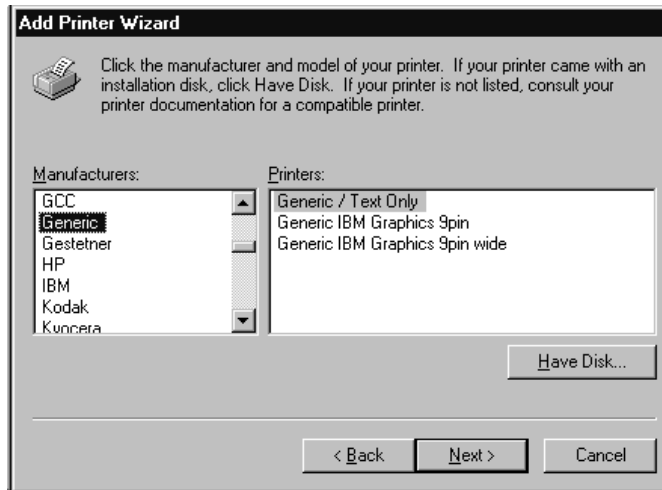 Add Printer Wizard
Click the manufacturer and model of your printer. If your printer came with an
installation disk, click Have Disk. If your printer is not listed, consult your
printer documentation for a compatible printer.
Manufacturers:
GCC
Generic
Gestetner
HP
IBM
Kodak
Kyocera
Printers:
Generic / Text Only
Generic IBM Graphics 9pin
Generic IBM Graphics 9pin wide
Have Disk...
< Back
Next >
Cancel